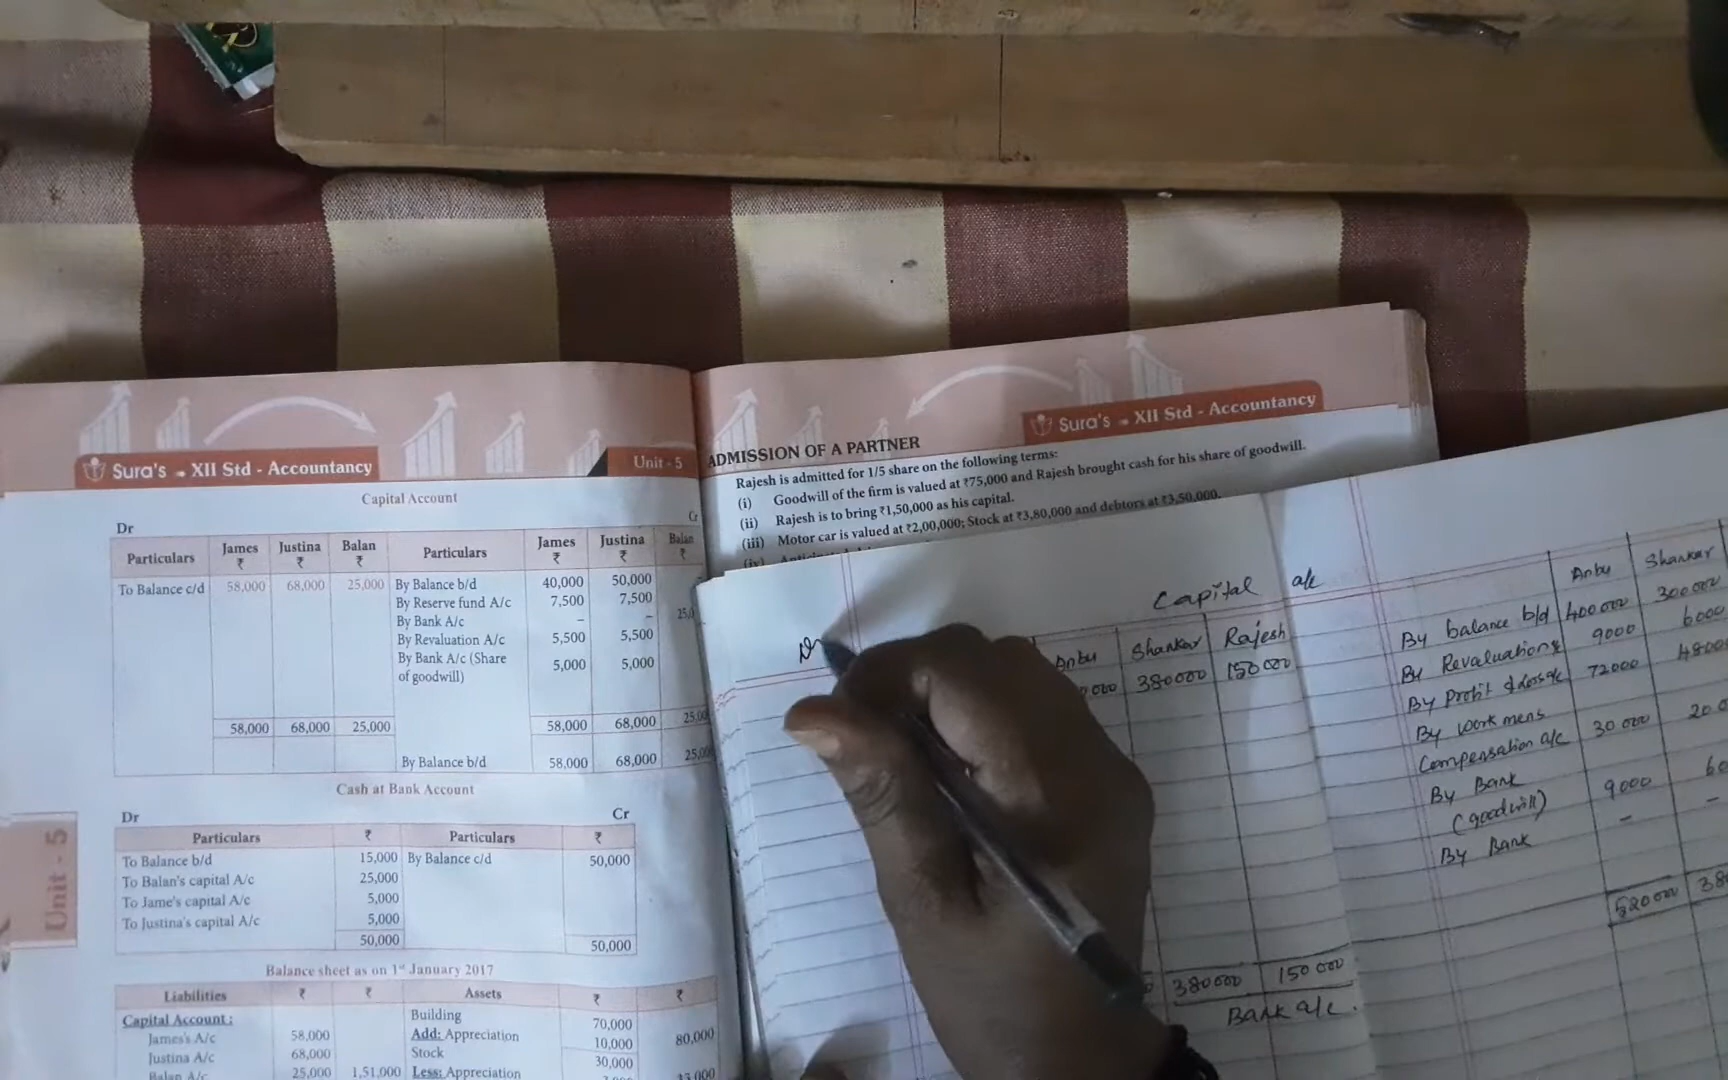 Sura's - XII Std - Accountancy
Unit - 5
Capital Account
Dr
Cr
Particulars James ₹ Justina ₹ Balan ₹ Particulars James ₹ Justina ₹ Balan ₹
To Balance c/d 58,000 68,000 25,000 By Balance b/d 40,000 50,000
By Reserve fund A/c 7,500 7,500
By Bank A/c – –
By Revaluation A/c 5,500 5,500
By Bank A/c (Share 5,000 5,000
of goodwill)
58,000 68,000 25,000 58,000 68,000
By Balance b/d 58,000 68,000
Cash at Bank Account
Dr
Cr
Particulars ₹ Particulars ₹
To Balance b/d 15,000 By Balance c/d 50,000
To Balan's capital A/c 25,000
To Jame's capital A/c 5,000
To Justina's capital A/c 5,000
50,000 50,000
Balance sheet as on 1st January 2017
Liabilities ₹ ₹ Assets ₹ ₹
Capital Account : Building 70,000
James's A/c 58,000 Add: Appreciation 10,000 80,000
Justina A/c 68,000 Stock 30,000
Balan A/c 25,000 1,51,000 Less: Appreciation
Unit - 5
Sura's - XII Std - Accountancy
ADMISSION OF A PARTNER
Rajesh is admitted for 1/5 share on the following terms:
(i) Goodwill of the firm is valued at ₹75,000 and Rajesh brought cash for his share of goodwill.
(ii) Rajesh is to bring ₹1,50,000 as his capital.
(iii) Motor car is valued at ₹2,00,000; Stock at ₹3,80,000 and debtors at ₹3,50,000.
(iv)
Capital a/c
Anbu Shankar Rajesh
380000 150000
380000 150000
Bank a/c.
Anbu Shankar
By balance b/d 400000 300000
By Revaluation 9000 6000
By Profit & Loss a/c 72000
By work mens
Compensation a/c 30000
By Bank 9000
(goodwill)
By Bank – –
520000